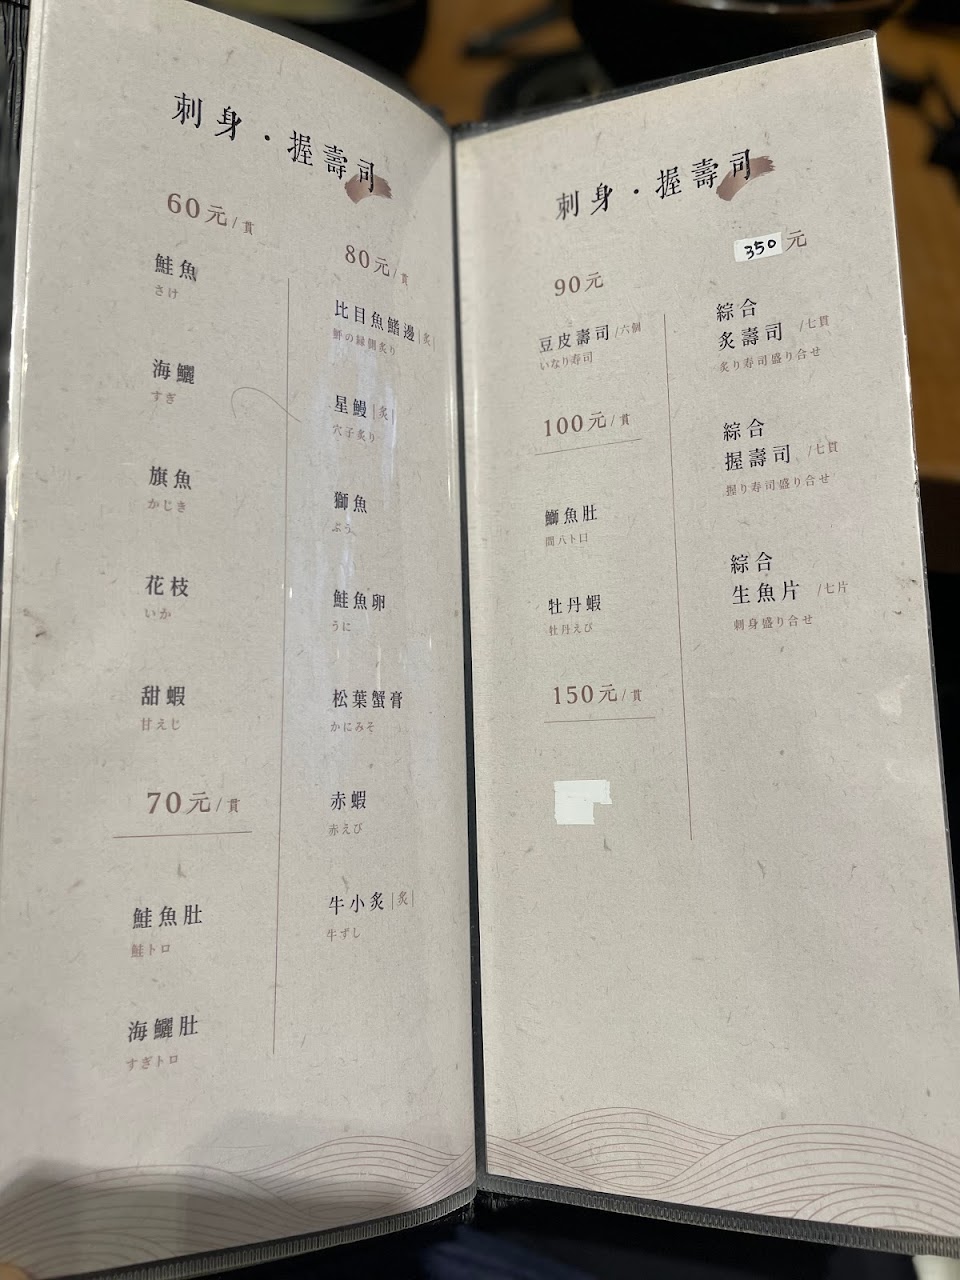 刺身・握壽司
60元/貫
鮭魚
さけ
海鱺
すぎ
旗魚
かじき
花枝
いか
甜蝦
甘えじ
70元/貫
鮭魚肚
鮭トロ
海鱺肚
すぎトロ
80元/貫
比目魚鰭邊|炙|
鮃の縁側炙り
星鰻|炙|
穴子炙り
獅魚
ぶう
鮭魚卵
うに
松葉蟹膏
かにみそ
赤蝦
赤えび
牛小炙|炙|
牛ずし
刺身・握壽司
90元
豆皮壽司/六個
いなり寿司
100元/貫
鰤魚肚
間八トロ
牡丹蝦
牡丹えび
150元/貫
350元
綜合
炙壽司/七貫
炙り寿司盛り合せ
綜合
握壽司/七貫
握り寿司盛り合せ
綜合
生魚片/七片
刺身盛り合せ